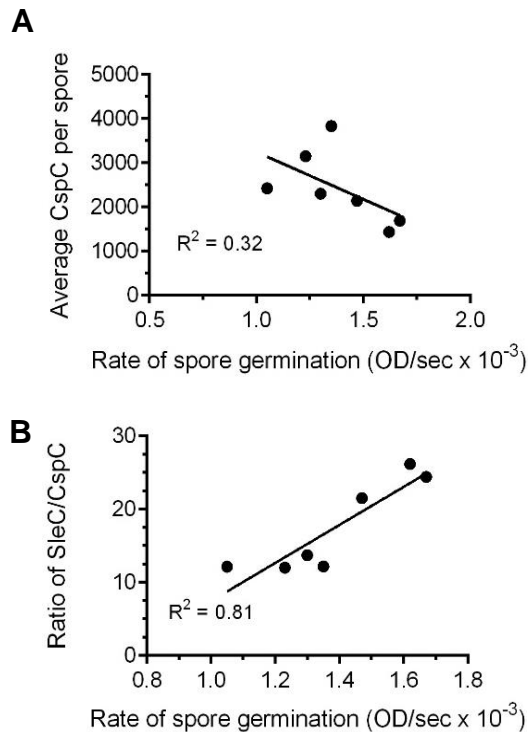 A
Average CspC per spore
5000
4000
3000
2000
1000
0
R² = 0.32
0.5
1.0
1.5
2.0
Rate of spore germination (OD/sec x 10⁻³)
B
Ratio of SleC/CspC
30
20
10
0
R² = 0.81
0.8
1.0
1.2
1.4
1.6
1.8
Rate of spore germination (OD/sec x 10⁻³)